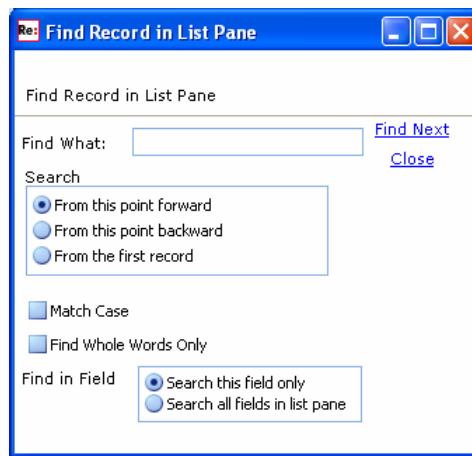 Re: Find Record in List Pane
Find Record in List Pane
Find What:
Find Next
Close
Search
From this point forward
From this point backward
From the first record
Match Case
Find Whole Words Only
Find in Field
Search this field only
Search all fields in list pane